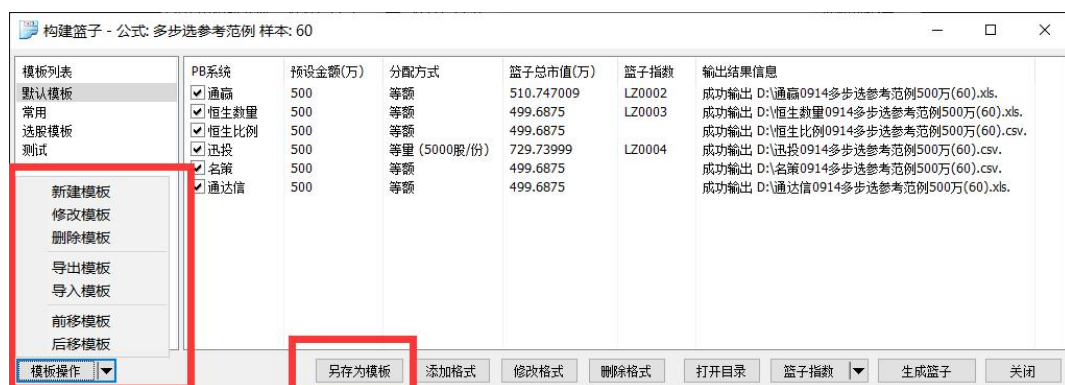 构建篮子 - 公式: 多步选参考范例 样本: 60
模板列表
默认模板
常用
选股模板
测试
PB系统 预设金额(万) 分配方式 篮子总市值(万) 篮子指数 输出结果信息
通赢 500 等额 510.747009 LZ0002 成功输出 D:\通赢0914多步选参考范例500万(60).xls.
恒生数量 500 等额 499.6875 LZ0003 成功输出 D:\恒生数量0914多步选参考范例500万(60).xls.
恒生比例 500 等额 499.6875 成功输出 D:\恒生比例0914多步选参考范例500万(60).csv.
迅投 500 等量 (5000股/份) 729.73999 LZ0004 成功输出 D:\迅投0914多步选参考范例500万(60).csv.
名策 500 等额 499.6875 成功输出 D:\名策0914多步选参考范例500万(60).csv.
通达信 500 等额 499.6875 成功输出 D:\通达信0914多步选参考范例500万(60).xls.
新建模板
修改模板
删除模板
导出模板
导入模板
前移模板
后移模板
模板操作 另存为模板 添加格式 修改格式 删除格式 打开目录 篮子指数 生成篮子 关闭